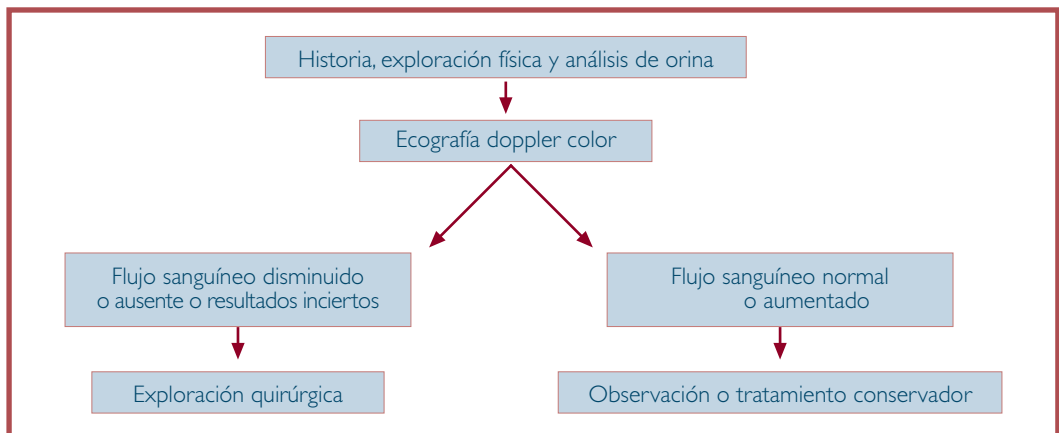 Historia, exploración física y análisis de orina
Ecografía doppler color
Flujo sanguíneo disminuido
o ausente o resultados inciertos
Flujo sanguíneo normal
o aumentado
Exploración quirúrgica
Observación o tratamiento conservador